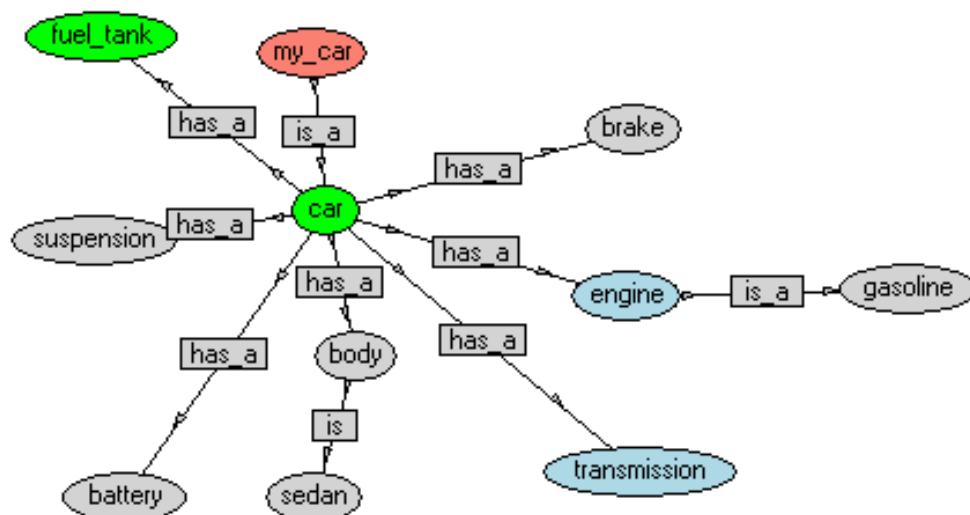 fuel_tank
my_car
has_a
is_a
brake
has_a
car
has_a
suspension
has_a
has_a
engine
is_a
gasoline
has_a
has_a
body
has_a
is
transmission
battery
sedan